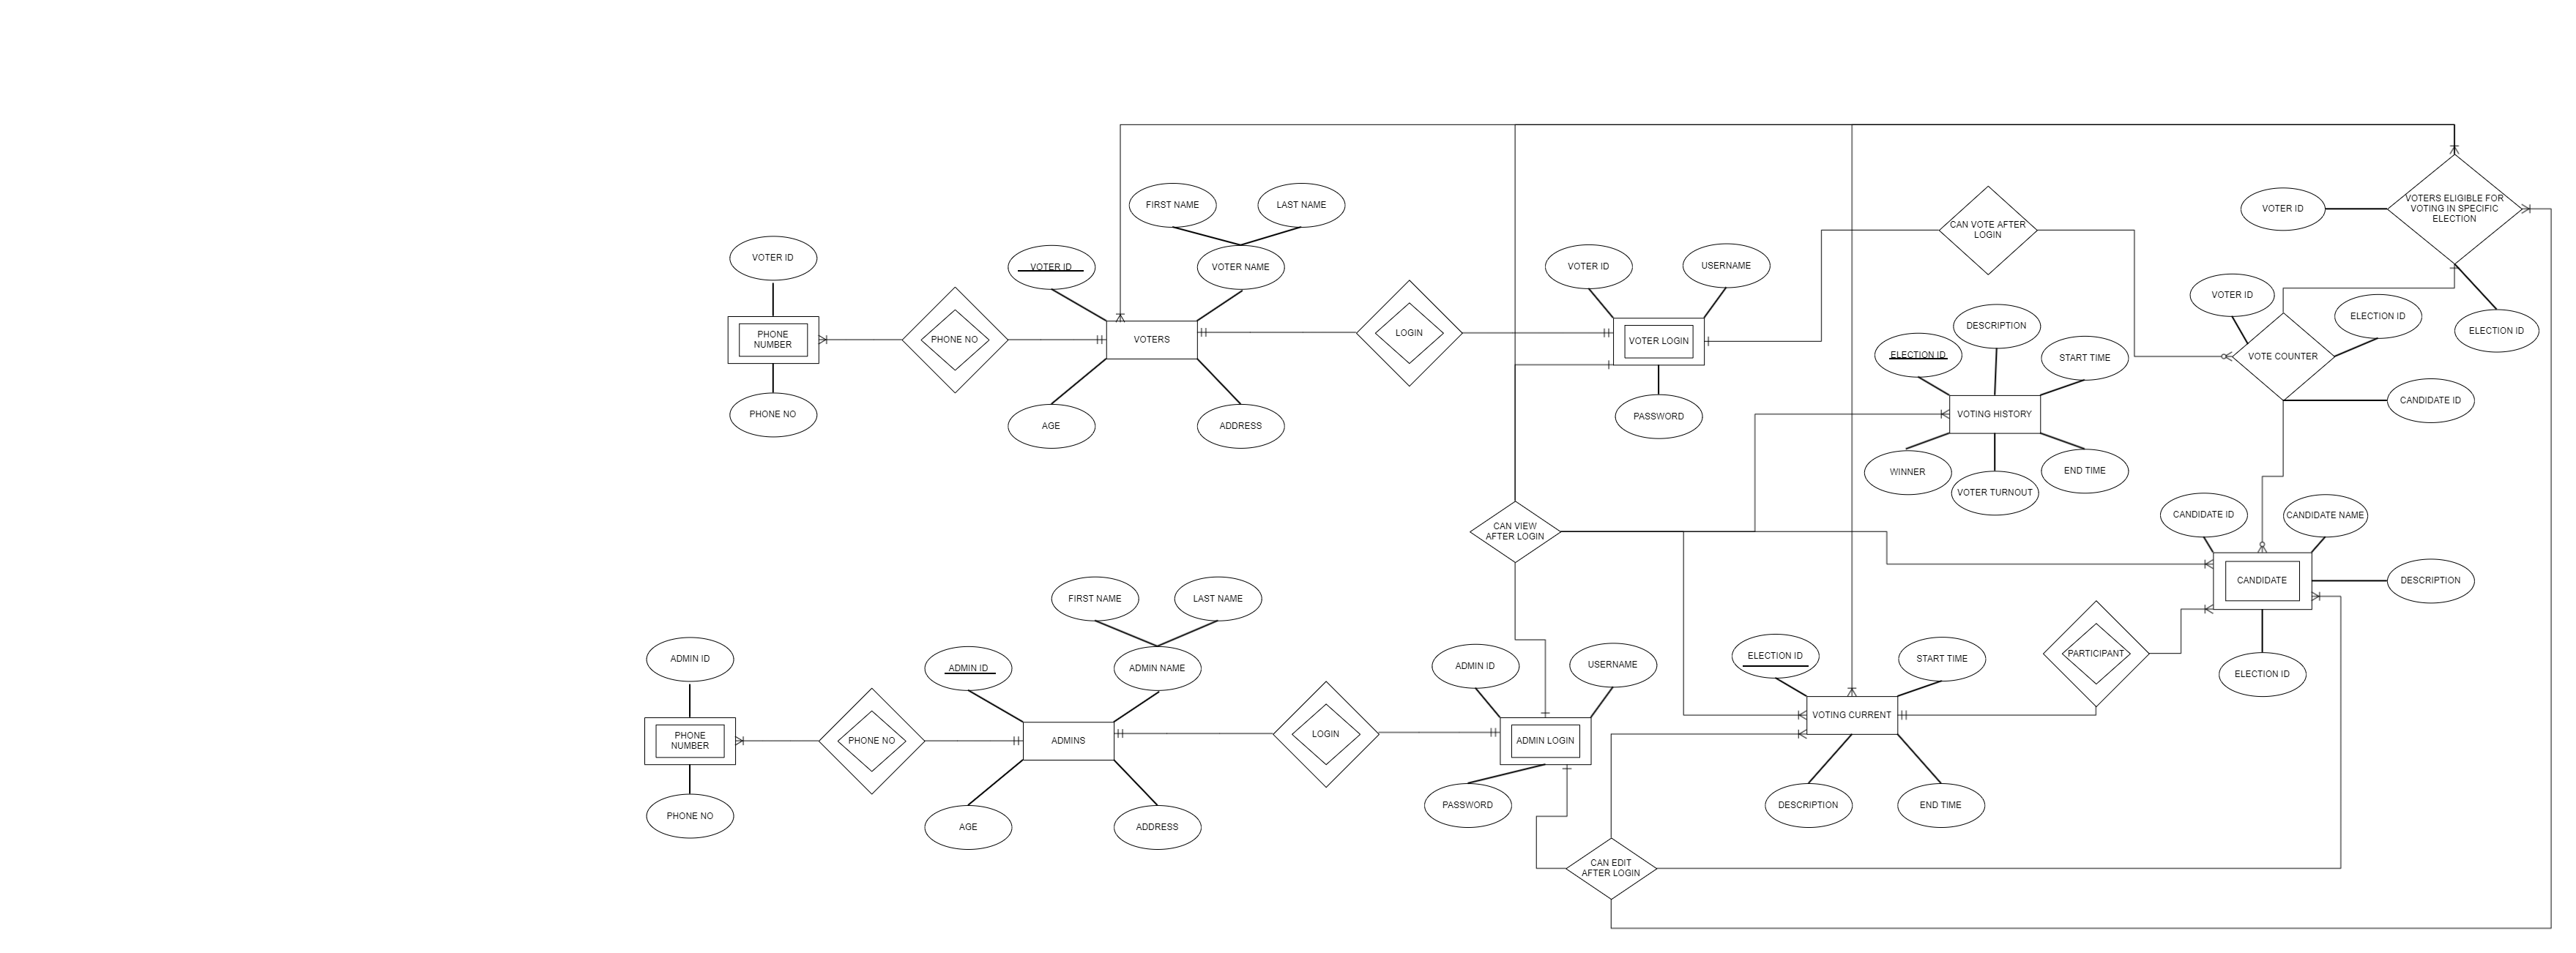 FIRST NAME
LAST NAME
VOTER ID
VOTER ID
VOTER NAME
PHONE
NUMBER
PHONE NO
VOTERS
LOGIN
PHONE NO
AGE
ADDRESS
VOTER ID
USERNAME
VOTER LOGIN
PASSWORD
CAN VOTE AFTER
LOGIN
VOTER ID
VOTERS ELIGIBLE FOR
VOTING IN SPECIFIC
ELECTION
ELECTION ID
VOTER ID
ELECTION ID
VOTE COUNTER
CANDIDATE ID
DESCRIPTION
ELECTION ID
START TIME
VOTING HISTORY
WINNER
VOTER TURNOUT
END TIME
CAN VIEW
AFTER LOGIN
CANDIDATE ID
CANDIDATE NAME
CANDIDATE
DESCRIPTION
ELECTION ID
PARTICIPANT
FIRST NAME
LAST NAME
ADMIN ID
ADMIN ID
ADMIN NAME
PHONE
NUMBER
PHONE NO
ADMINS
LOGIN
PHONE NO
AGE
ADDRESS
ADMIN ID
USERNAME
ADMIN LOGIN
PASSWORD
ELECTION ID
START TIME
VOTING CURRENT
DESCRIPTION
END TIME
CAN EDIT
AFTER LOGIN